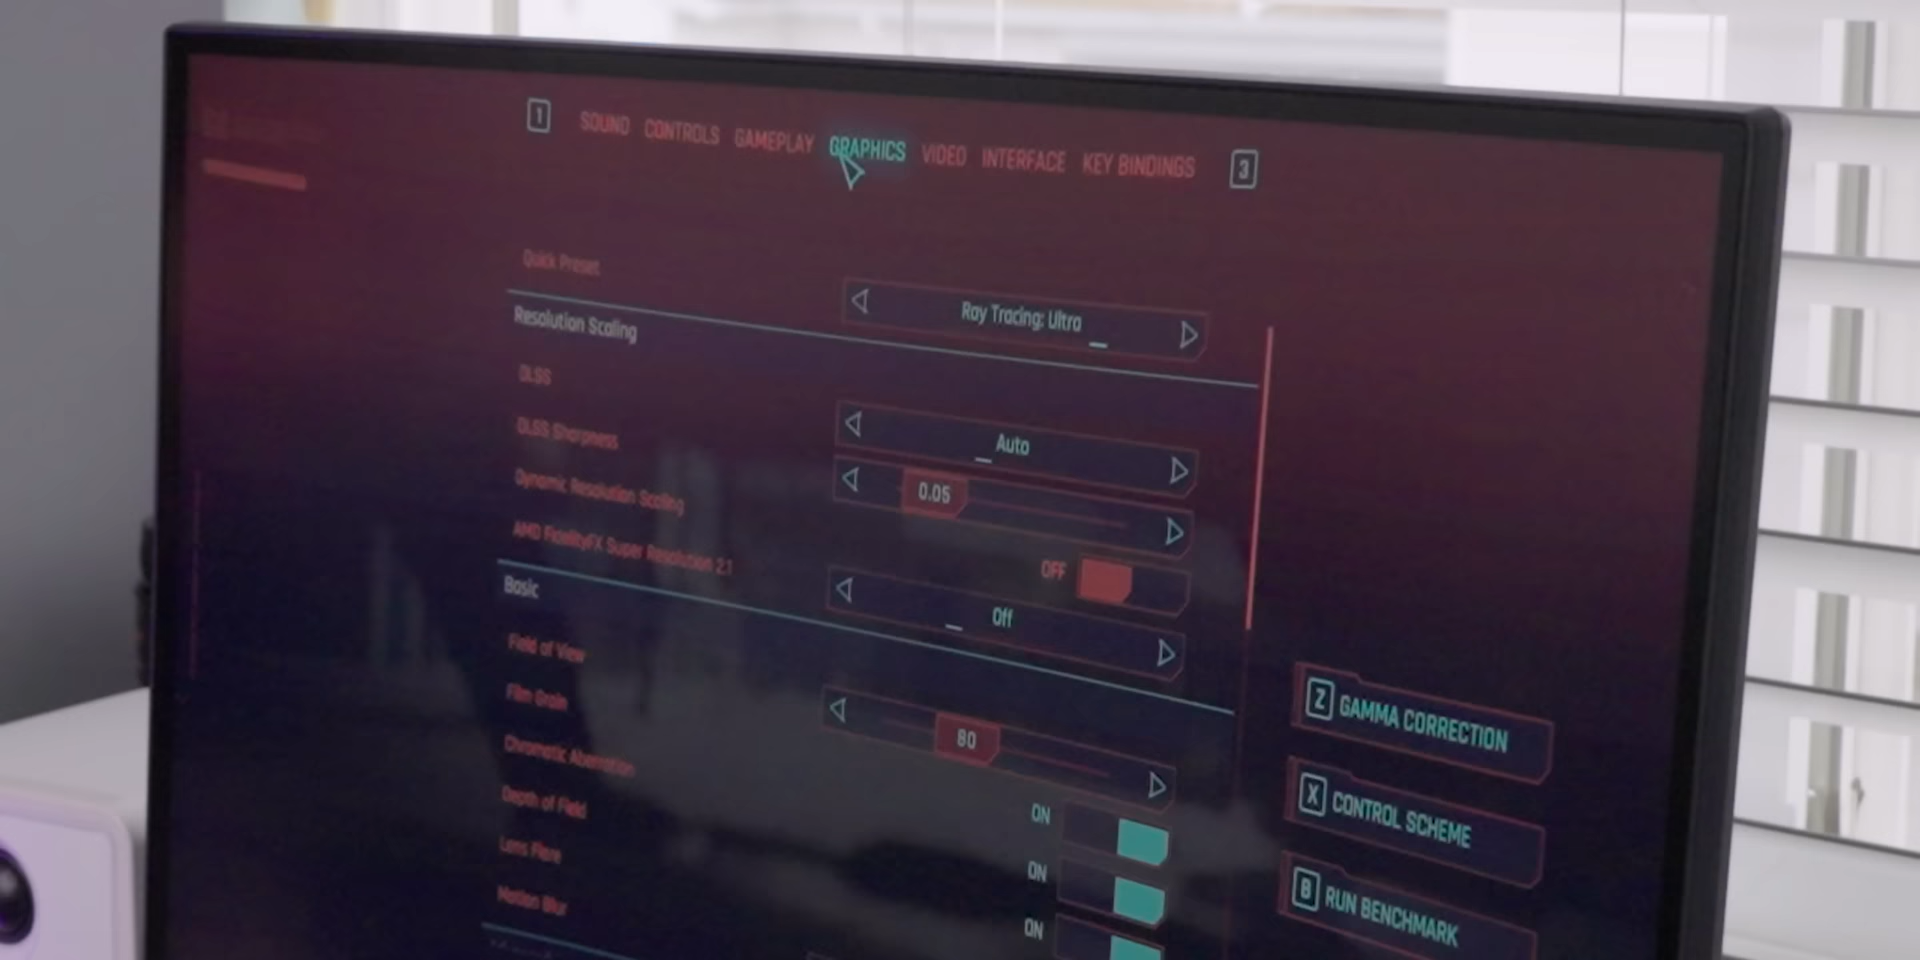 1 SOUND CONTROLS GAMEPLAY GRAPHICS VIDEO INTERFACE KEY BINDINGS 3
Quick Preset
Ray Tracing: Ultra
Resolution Scaling
DLSS
Auto
DLSS Sharpness
0.05
Dynamic Resolution Scaling
OFF
AMD FidelityFX Super Resolution 2.1
Off
Basic
Field of View
80
Film Grain
ON
Chromatic Aberration
ON
Depth of Field
ON
Lens Flare
Motion Blur
Z GAMMA CORRECTION
X CONTROL SCHEME
B RUN BENCHMARK